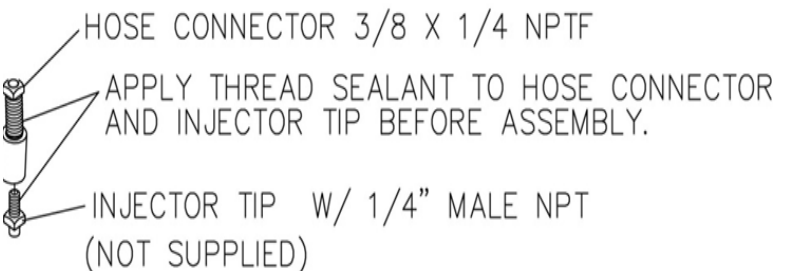 HOSE CONNECTOR 3/8 X 1/4 NPTF
APPLY THREAD SEALANT TO HOSE CONNECTOR
AND INJECTOR TIP BEFORE ASSEMBLY.
INJECTOR TIP W/ 1/4” MALE NPT
(NOT SUPPLIED)